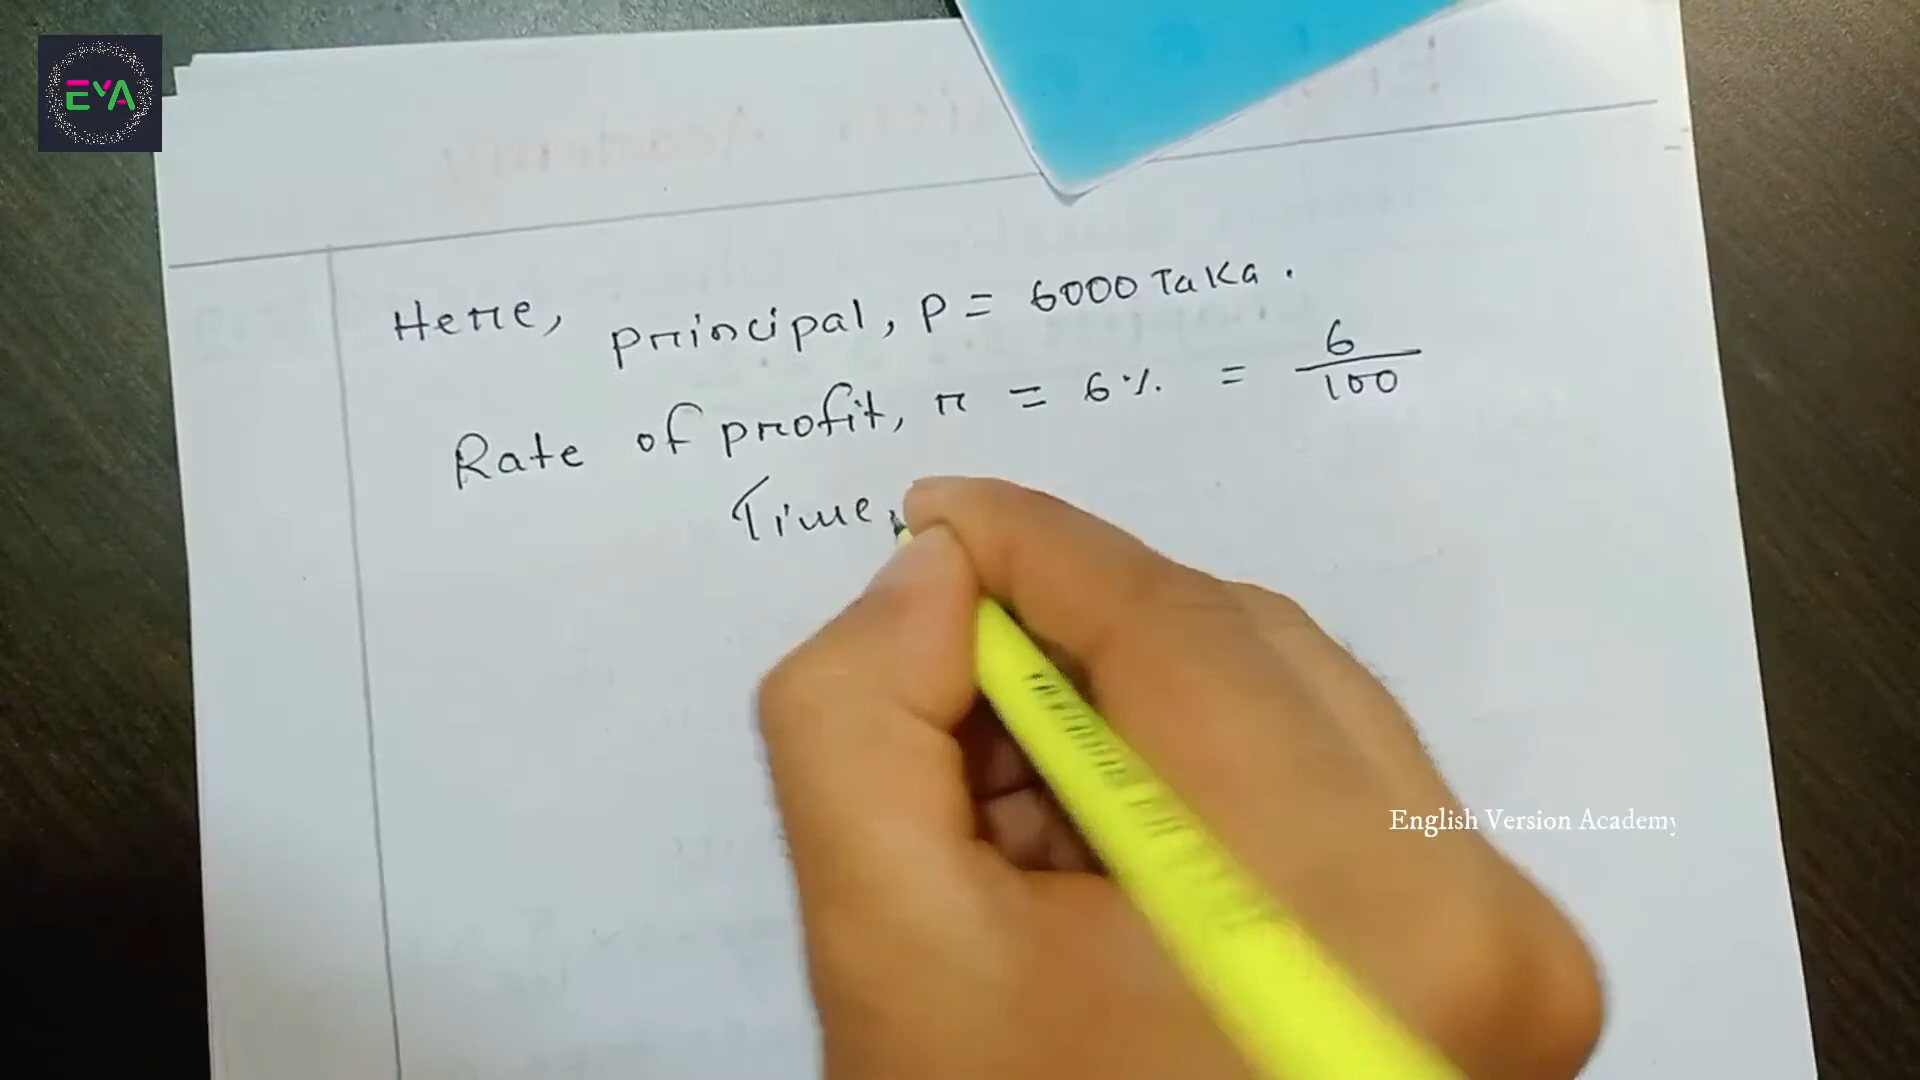 EYA
Here, principal, P = 6000 Taka.
Rate of profit, r = 6% = 6/100
Time,
English Version Academy